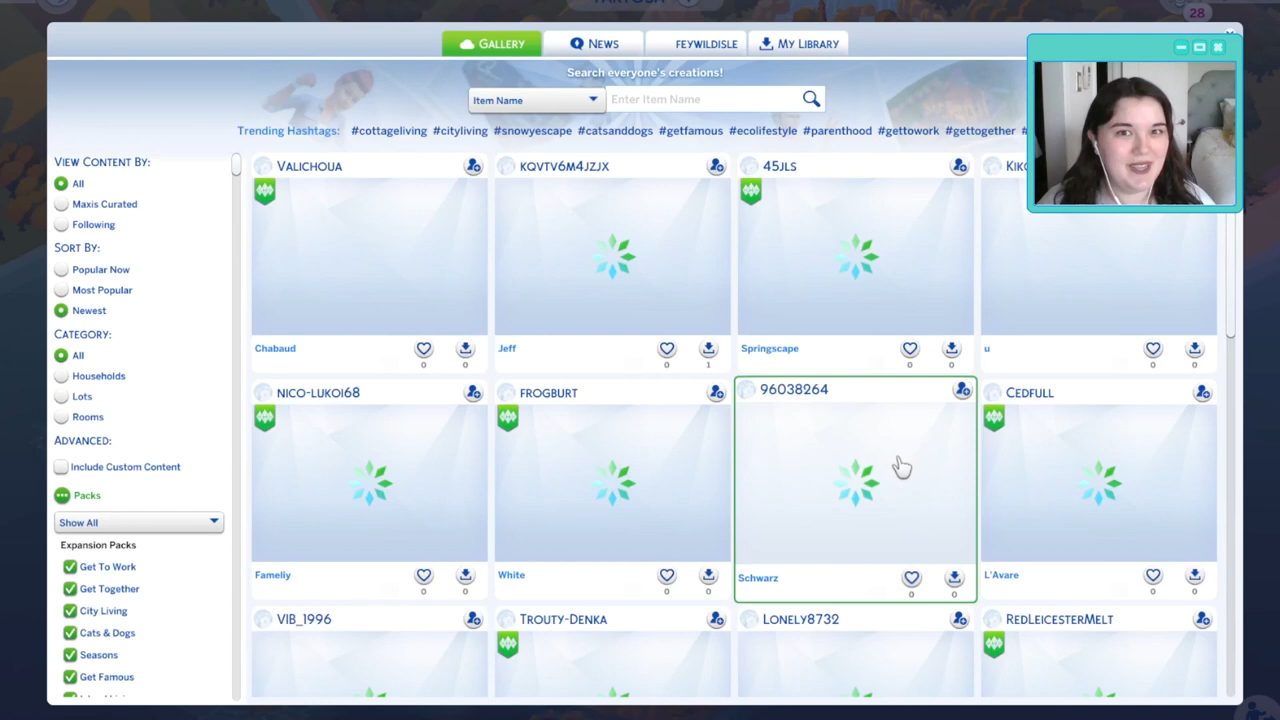 TARTOSA
28
GALLERY
NEWS
FEYWILDISLE
MY LIBRARY
Search everyone's creations!
Item Name
Enter Item Name
Trending Hashtags: #cottageliving #cityliving #snowyescape #catsanddogs #getfamous #ecolifestyle #parenthood #gettowork #gettogether #
VIEW CONTENT BY:
All
Maxis Curated
Following
SORT BY:
Popular Now
Most Popular
Newest
CATEGORY:
All
Households
Lots
Rooms
ADVANCED:
Include Custom Content
Packs
Show All
Expansion Packs
Get To Work
Get Together
City Living
Cats & Dogs
Seasons
Get Famous
VALICHOUA
KQVTV6M4JZJX
45JLS
Chabaud
0
0
Jeff
0
1
Springscape
0
0
u
0
0
NICO-LUKOI68
FROGBURT
96038264
CEDFULL
Fameliy
0
0
White
0
0
Schwarz
0
0
L'Avare
0
0
VIB_1996
TROUTY-DENKA
LONELY8732
REDLEICESTERMELT